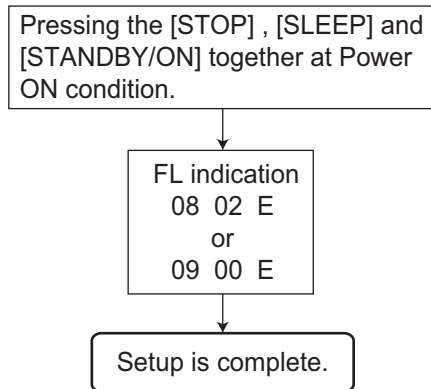 Pressing the [STOP] , [SLEEP] and
[STANDBY/ON] together at Power
ON condition.
FL indication
08 02 E
or
09 00 E
Setup is complete.